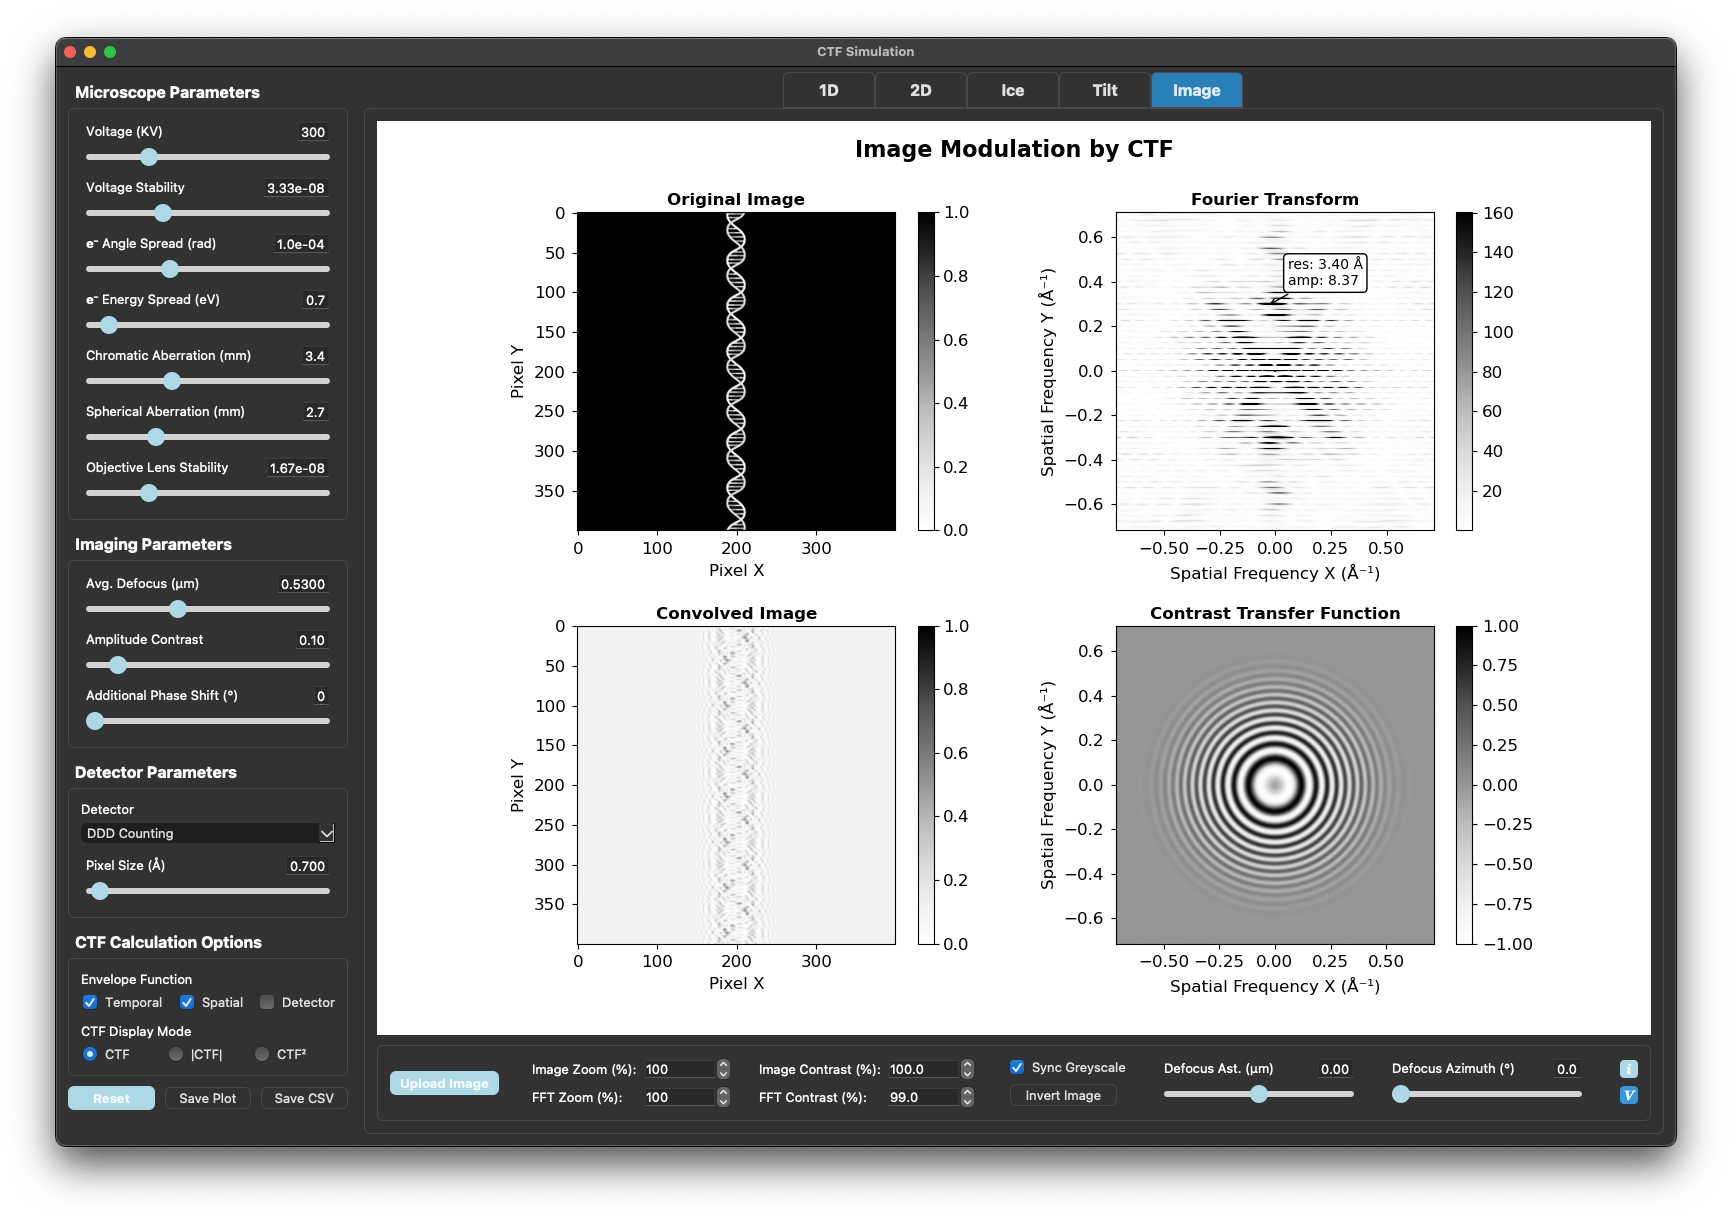 CTF Simulation
Microscope Parameters
Voltage (KV) 300
Voltage Stability 3.33e-08
e⁻ Angle Spread (rad) 1.0e-04
e⁻ Energy Spread (eV) 0.7
Chromatic Aberration (mm) 3.4
Spherical Aberration (mm) 2.7
Objective Lens Stability 1.67e-08
Imaging Parameters
Avg. Defocus (µm) 0.5300
Amplitude Contrast 0.10
Additional Phase Shift (°) 0
Detector Parameters
Detector
DDD Counting
Pixel Size (Å) 0.700
CTF Calculation Options
Envelope Function
Temporal Spatial Detector
CTF Display Mode
CTF |CTF| CTF²
Reset Save Plot Save CSV
1D 2D Ice Tilt Image
Image Modulation by CTF
Original Image
0
50
100
150
200
250
300
350
Pixel Y
0 100 200 300
Pixel X
1.0
0.8
0.6
0.4
0.2
0.0
Fourier Transform
0.6
0.4
0.2
0.0
−0.2
−0.4
−0.6
Spatial Frequency Y (Å⁻¹)
res: 3.40 Å
amp: 8.37
−0.50 −0.25 0.00 0.25 0.50
Spatial Frequency X (Å⁻¹)
160
140
120
100
80
60
40
20
Convolved Image
0
50
100
150
200
250
300
350
Pixel Y
0 100 200 300
Pixel X
1.0
0.8
0.6
0.4
0.2
0.0
Contrast Transfer Function
0.6
0.4
0.2
0.0
−0.2
−0.4
−0.6
Spatial Frequency Y (Å⁻¹)
−0.50 −0.25 0.00 0.25 0.50
Spatial Frequency X (Å⁻¹)
1.00
0.75
0.50
0.25
0.00
−0.25
−0.50
−0.75
−1.00
Upload Image
Image Zoom (%): 100
FFT Zoom (%): 100
Image Contrast (%): 100.0
FFT Contrast (%): 99.0
Sync Greyscale
Invert Image
Defocus Ast. (µm) 0.00
Defocus Azimuth (°) 0.0
i
V